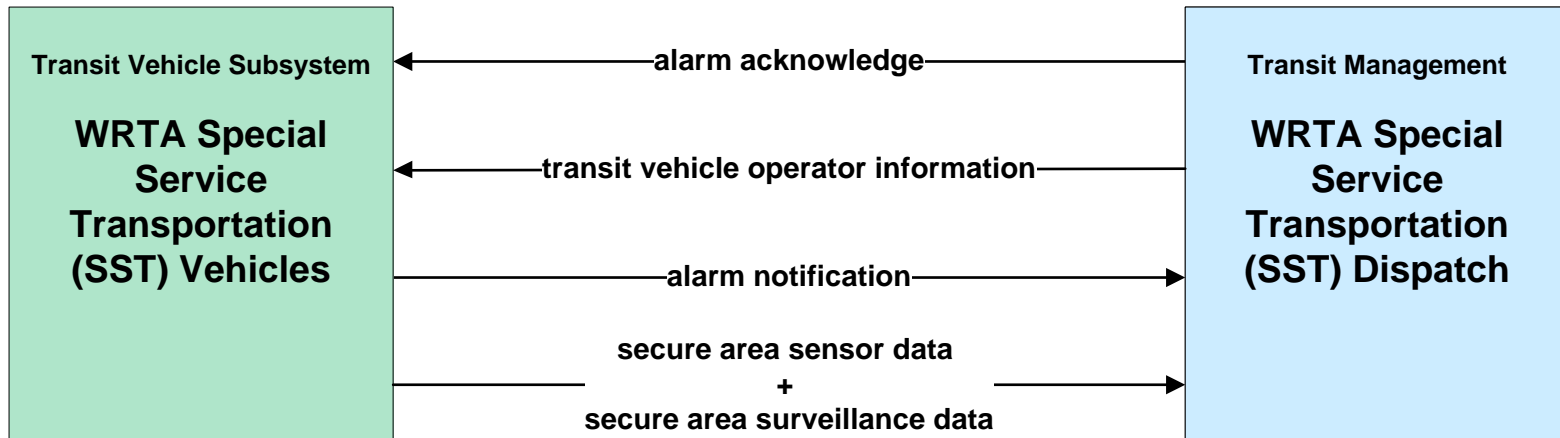 Transit Vehicle Subsystem
WRTA Special
Service
Transportation
(SST) Vehicles
alarm acknowledge
transit vehicle operator information
alarm notification
secure area sensor data
+
secure area surveillance data
Transit Management
WRTA Special
Service
Transportation
(SST) Dispatch